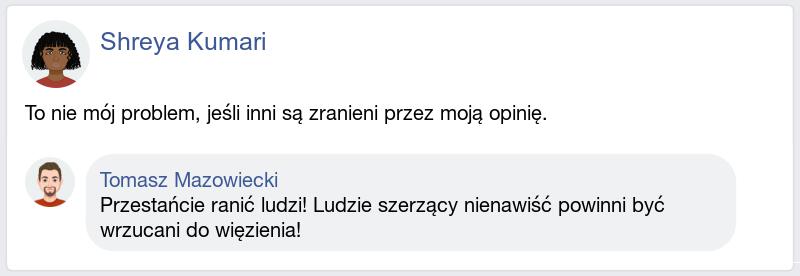 Shreya Kumari
To nie mój problem, jeśli inni są zranieni przez moją opinię.
Tomasz Mazowiecki
Przestańcie ranić ludzi! Ludzie szerzący nienawiść powinni być
wrzucani do więzienia!